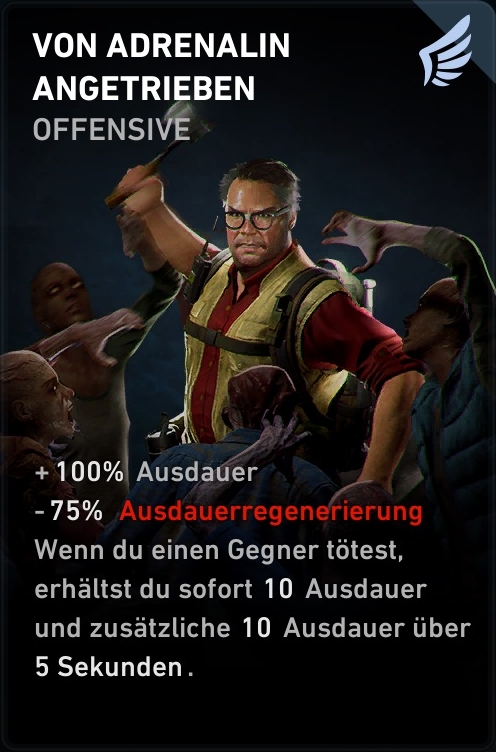 VON ADRENALIN
ANGETRIEBEN
OFFENSIVE
+100% Ausdauer
-75% Ausdauerregenerierung
Wenn du einen Gegner tötest,
erhältst du sofort 10 Ausdauer
und zusätzliche 10 Ausdauer über
5 Sekunden.